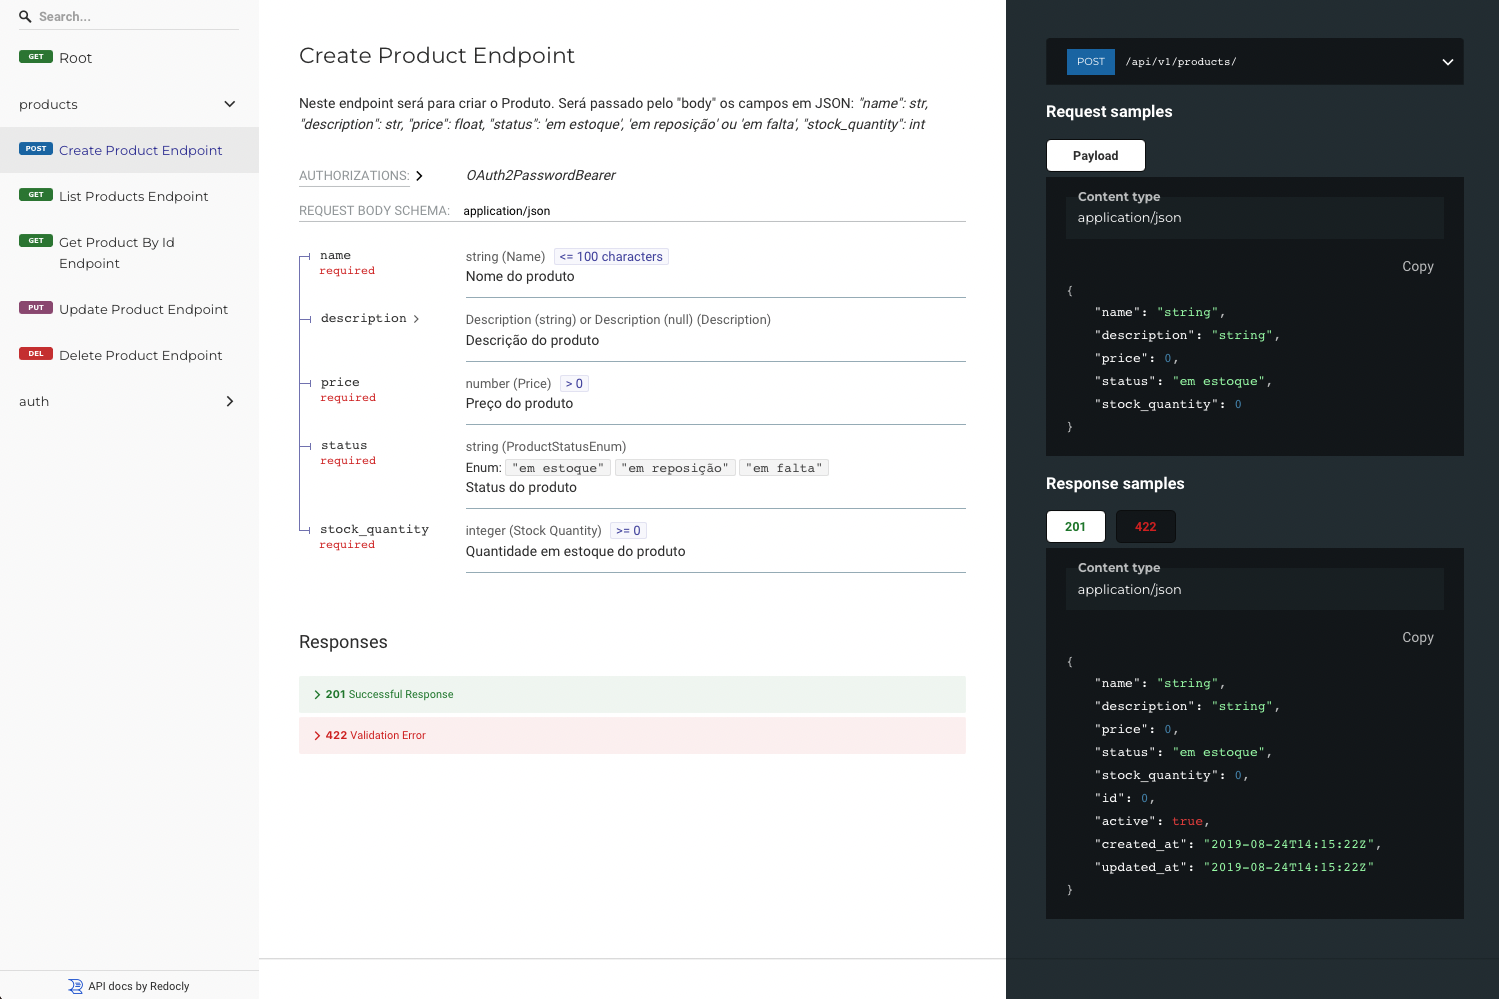 Search...
GET Root
products
POST Create Product Endpoint
GET List Products Endpoint
GET Get Product By Id
Endpoint
PUT Update Product Endpoint
DEL Delete Product Endpoint
auth
API docs by Redocly
Create Product Endpoint
Neste endpoint será para criar o Produto. Será passado pelo "body" os campos em JSON: "name": str,
"description": str, "price": float, "status": 'em estoque', 'em reposição' ou 'em falta', "stock_quantity": int
AUTHORIZATIONS: OAuth2PasswordBearer
REQUEST BODY SCHEMA: application/json
name string (Name) <= 100 characters
required Nome do produto
description Description (string) or Description (null) (Description)
Descrição do produto
price number (Price) > 0
required Preço do produto
status string (ProductStatusEnum)
required Enum: "em estoque" "em reposição" "em falta"
Status do produto
stock_quantity integer (Stock Quantity) >= 0
required Quantidade em estoque do produto
Responses
201 Successful Response
422 Validation Error
POST /api/v1/products/
Request samples
Payload
Content type
application/json
Copy
{
"name": "string",
"description": "string",
"price": 0,
"status": "em estoque",
"stock_quantity": 0
}
Response samples
201 422
Content type
application/json
Copy
{
"name": "string",
"description": "string",
"price": 0,
"status": "em estoque",
"stock_quantity": 0,
"id": 0,
"active": true,
"created_at": "2019-08-24T14:15:22Z",
"updated_at": "2019-08-24T14:15:22Z"
}